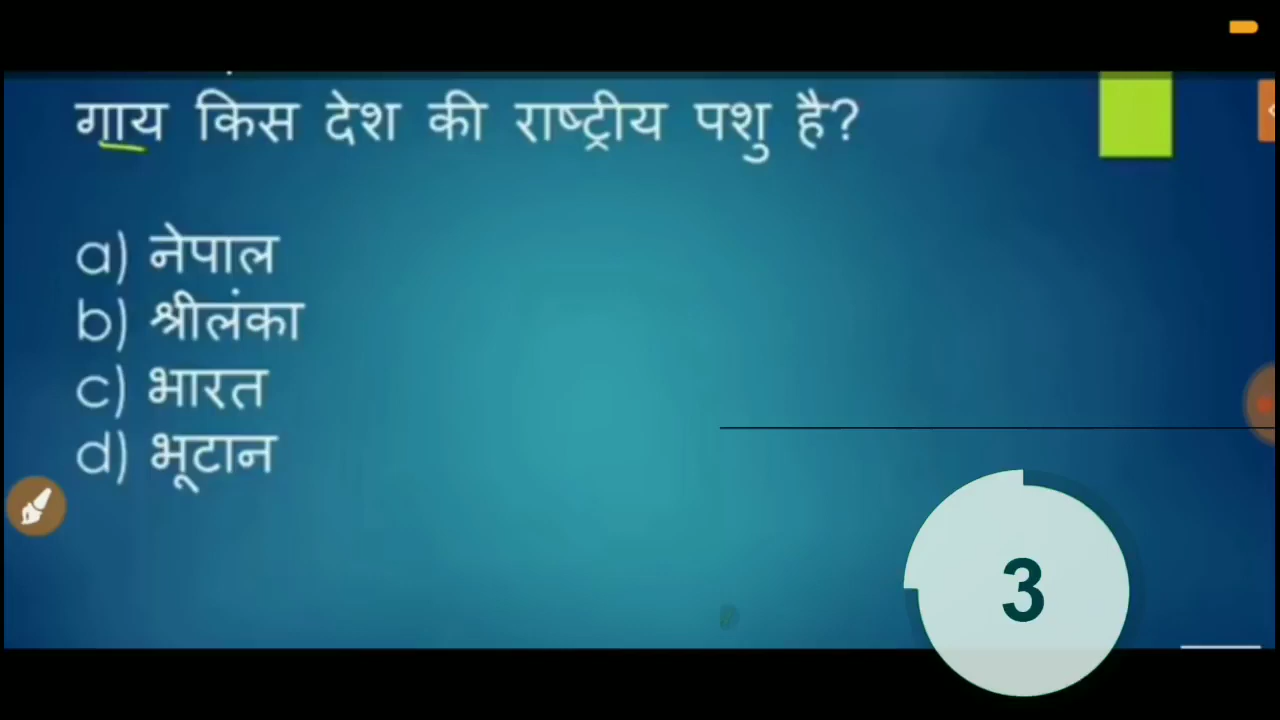 गाय किस देश की राष्ट्रीय पशु है?
a) नेपाल
b) श्रीलंका
c) भारत
d) भूटान
3